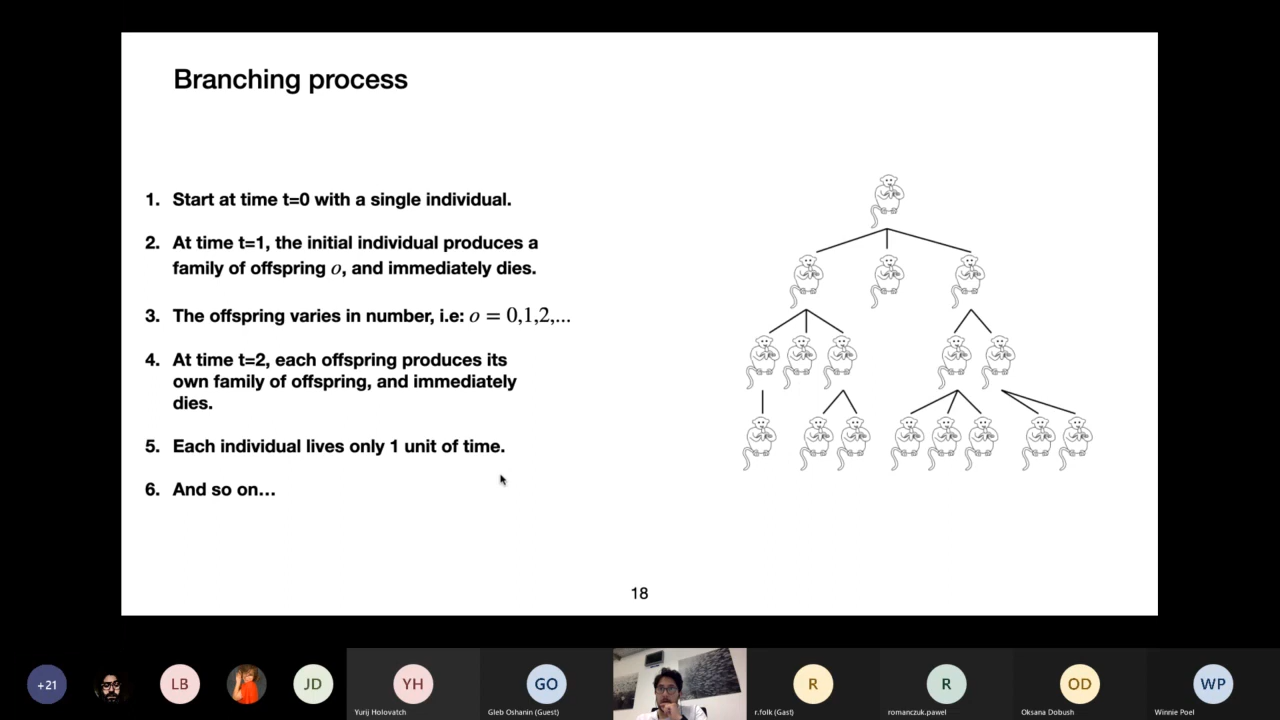 Branching process
1. Start at time t=0 with a single individual.
2. At time t=1, the initial individual produces a
family of offspring o, and immediately dies.
3. The offspring varies in number, i.e: o = 0,1,2,...
4. At time t=2, each offspring produces its
own family of offspring, and immediately
dies.
5. Each individual lives only 1 unit of time.
6. And so on...
18
+21
LB
JD
YH
GO
R
R
OD
WP
Yurij Holovatch
Gleb Oshanin (Guest)
r.folk (Gast)
romanczuk.pawel
Oksana Dobush
Winnie Poel